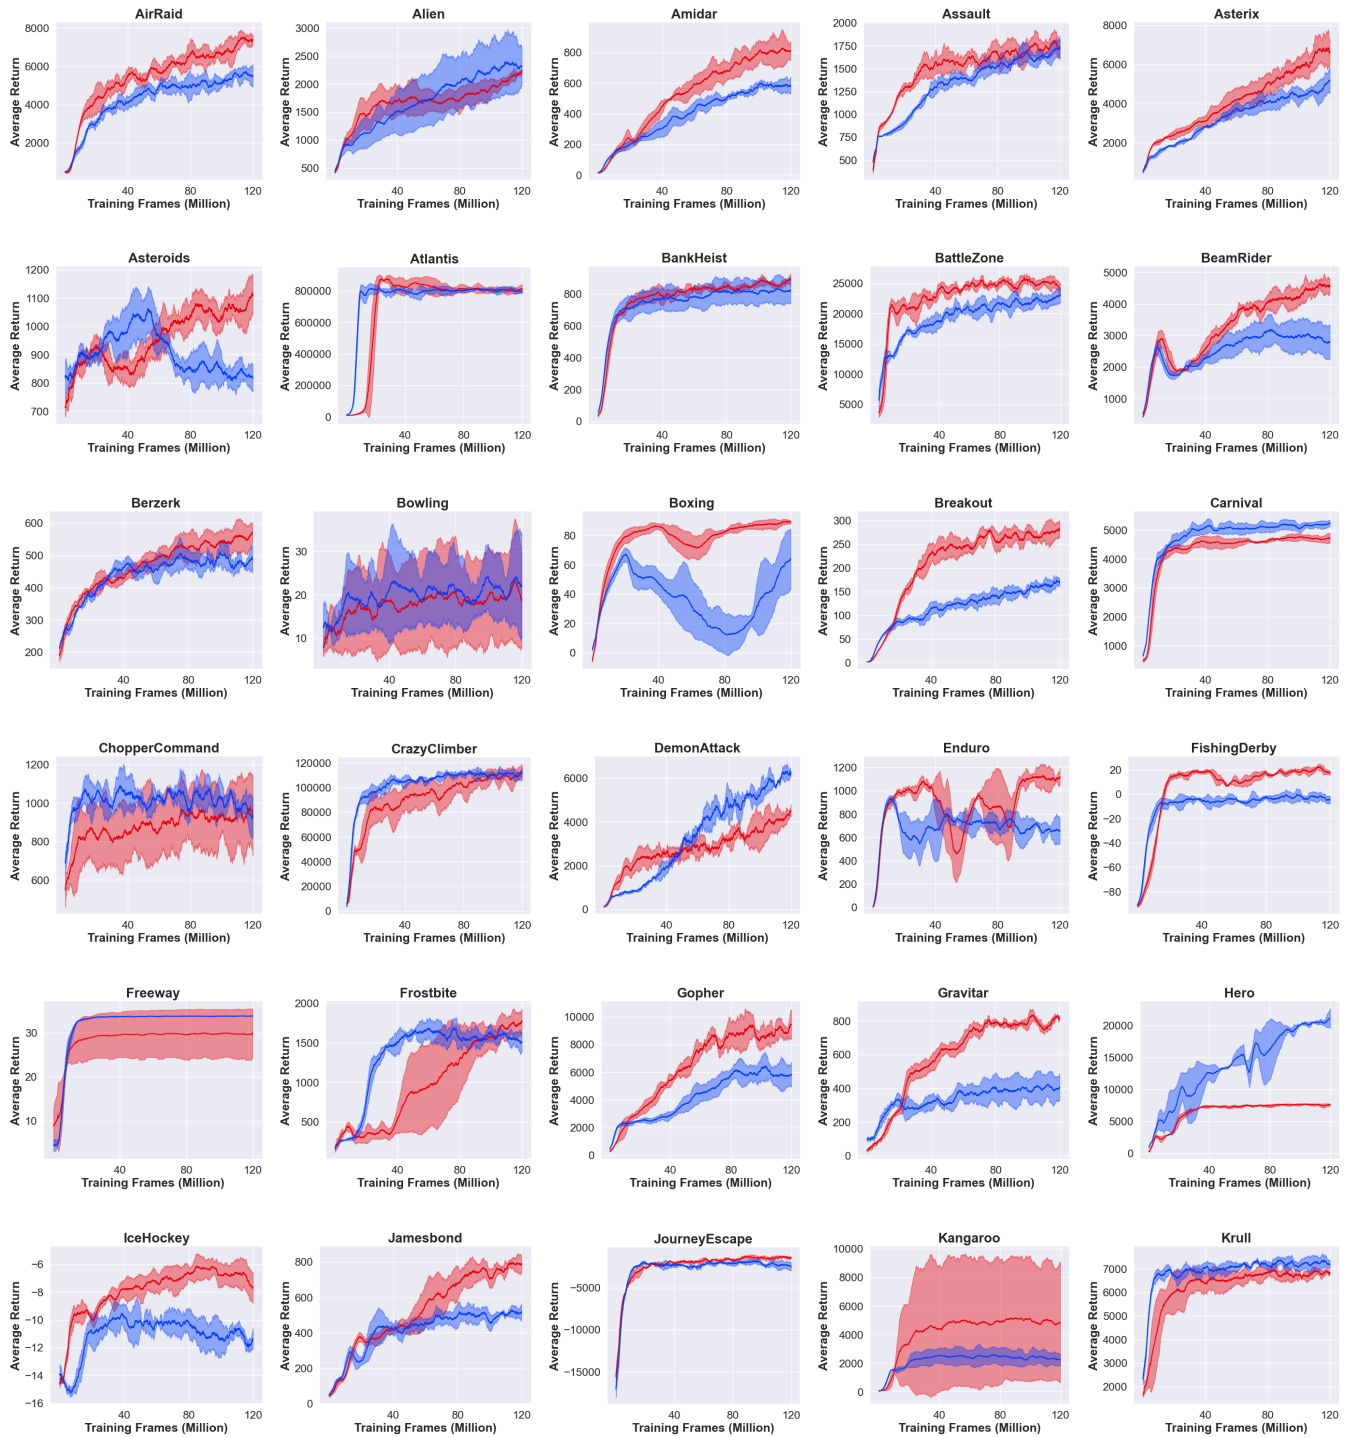 AirRaid
Average Return
8000
6000
4000
2000
40
80
120
Training Frames (Million)
Alien
Average Return
3000
2500
2000
1500
1000
500
40
80
120
Training Frames (Million)
Amidar
Average Return
800
600
400
200
0
40
80
120
Training Frames (Million)
Assault
Average Return
2000
1750
1500
1250
1000
750
500
40
80
120
Training Frames (Million)
Asterix
Average Return
8000
6000
4000
2000
40
80
120
Training Frames (Million)
Asteroids
Average Return
1200
1100
1000
900
800
700
40
80
120
Training Frames (Million)
Atlantis
Average Return
800000
600000
400000
200000
0
40
80
120
Training Frames (Million)
BankHeist
Average Return
800
600
400
200
0
40
80
120
Training Frames (Million)
BattleZone
Average Return
25000
20000
15000
10000
5000
40
80
120
Training Frames (Million)
BeamRider
Average Return
5000
4000
3000
2000
1000
40
80
120
Training Frames (Million)
Berzerk
Average Return
600
500
400
300
200
40
80
120
Training Frames (Million)
Bowling
Average Return
30
20
10
40
80
120
Training Frames (Million)
Boxing
Average Return
80
60
40
20
0
40
80
120
Training Frames (Million)
Breakout
Average Return
300
250
200
150
100
50
0
40
80
120
Training Frames (Million)
Carnival
Average Return
5000
4000
3000
2000
1000
40
80
120
Training Frames (Million)
ChopperCommand
Average Return
1200
1000
800
600
40
80
120
Training Frames (Million)
CrazyClimber
Average Return
120000
100000
80000
60000
40000
20000
0
40
80
120
Training Frames (Million)
DemonAttack
Average Return
6000
4000
2000
0
40
80
120
Training Frames (Million)
Enduro
Average Return
1200
1000
800
600
400
200
0
40
80
120
Training Frames (Million)
FishingDerby
Average Return
20
0
−20
−40
−60
−80
40
80
120
Training Frames (Million)
Freeway
Average Return
30
20
10
40
80
120
Training Frames (Million)
Frostbite
Average Return
2000
1500
1000
500
40
80
120
Training Frames (Million)
Gopher
Average Return
10000
8000
6000
4000
2000
0
40
80
120
Training Frames (Million)
Gravitar
Average Return
800
600
400
200
0
40
80
120
Training Frames (Million)
Hero
Average Return
20000
15000
10000
5000
0
40
80
120
Training Frames (Million)
IceHockey
Average Return
−6
−8
−10
−12
−14
−16
40
80
120
Training Frames (Million)
Jamesbond
Average Return
800
600
400
200
0
40
80
120
Training Frames (Million)
JourneyEscape
Average Return
−5000
−10000
−15000
40
80
120
Training Frames (Million)
Kangaroo
Average Return
10000
8000
6000
4000
2000
0
40
80
120
Training Frames (Million)
Krull
Average Return
7000
6000
5000
4000
3000
2000
40
80
120
Training Frames (Million)